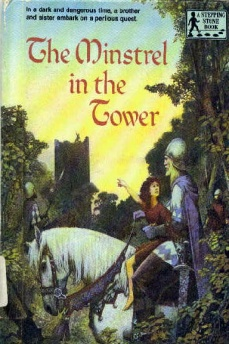 In a dark and dangerous time, a brother
and sister embark on a perilous quest.
A STEPPING
STONE
BOOK
The Minstrel
in the
Tower